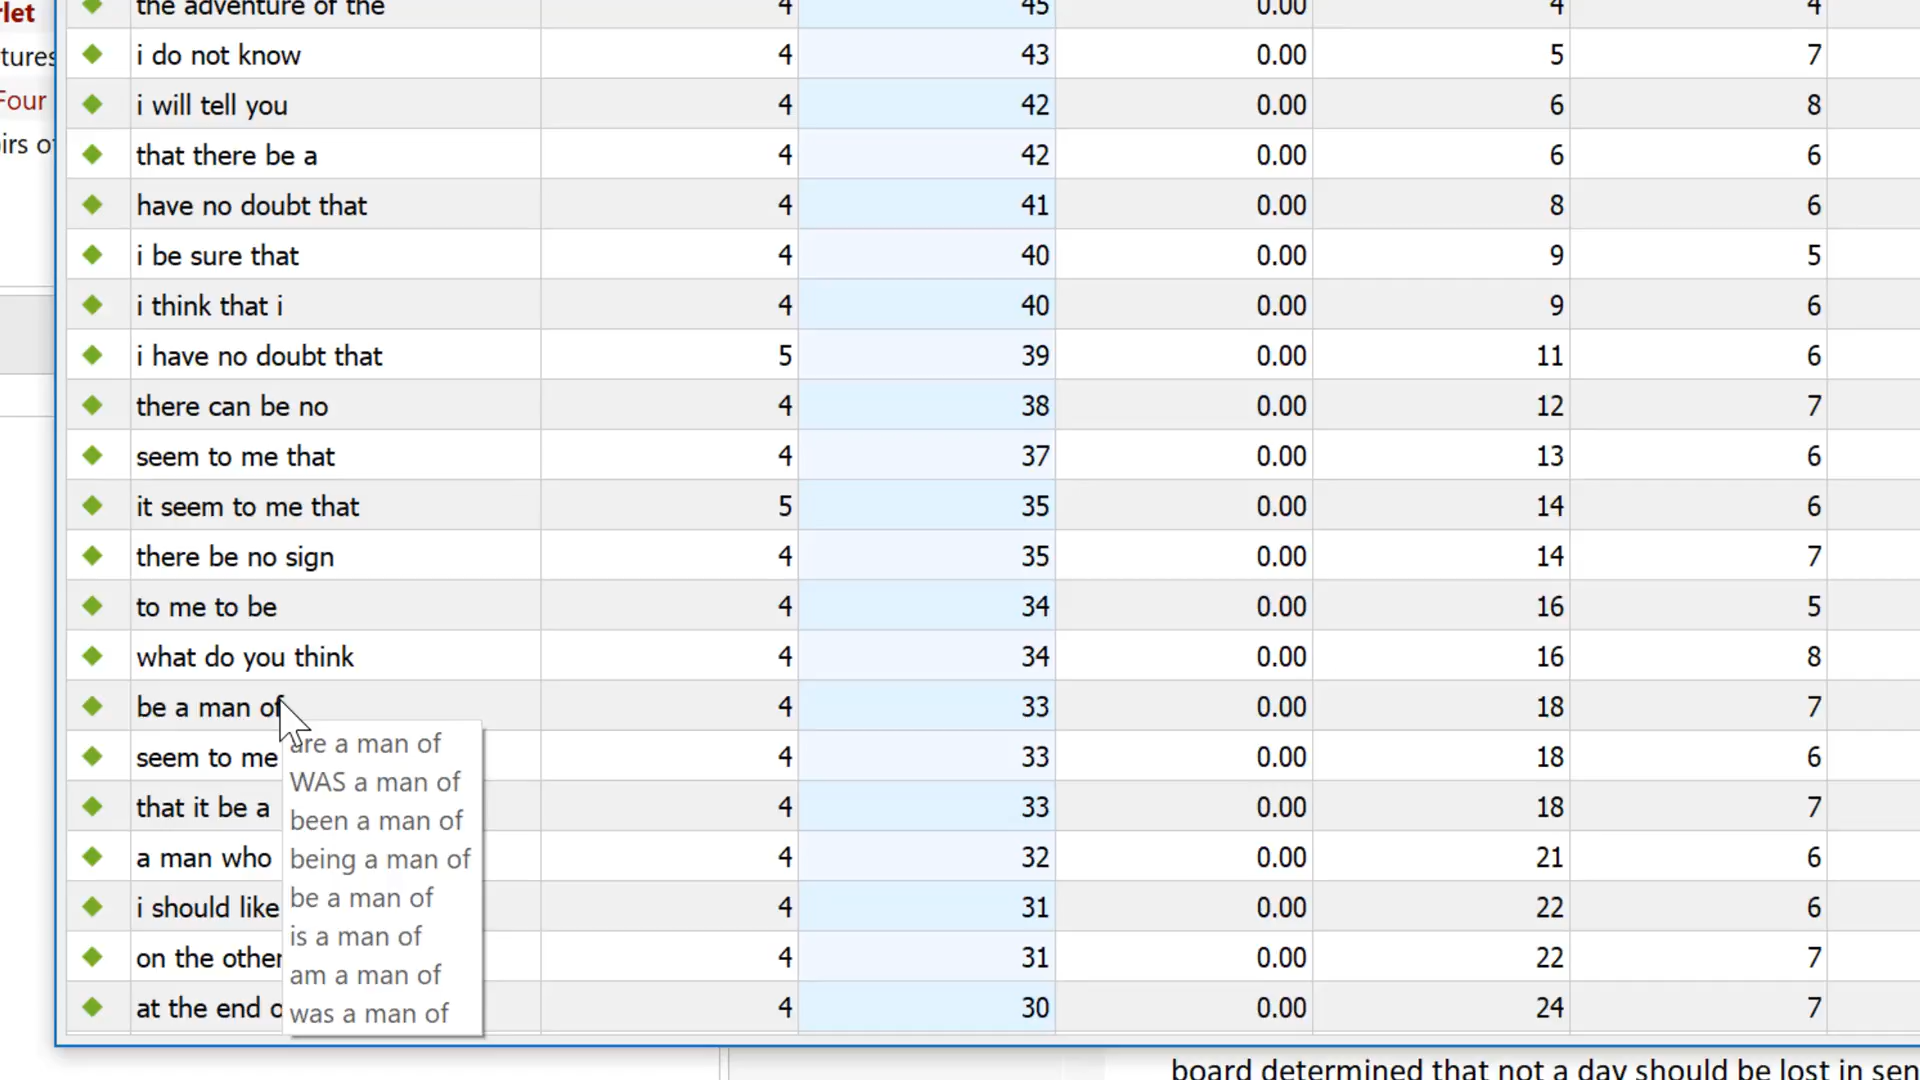 rlet
tures
Four
irs of
the adventure of the 4 45 0.00 4 4
i do not know 4 43 0.00 5 7
i will tell you 4 42 0.00 6 8
that there be a 4 42 0.00 6 6
have no doubt that 4 41 0.00 8 6
i be sure that 4 40 0.00 9 5
i think that i 4 40 0.00 9 6
i have no doubt that 5 39 0.00 11 6
there can be no 4 38 0.00 12 7
seem to me that 4 37 0.00 13 6
it seem to me that 5 35 0.00 14 6
there be no sign 4 35 0.00 14 7
to me to be 4 34 0.00 16 5
what do you think 4 34 0.00 16 8
be a man of 4 33 0.00 18 7
seem to me 4 33 0.00 18 6
that it be a 4 33 0.00 18 7
a man who 4 32 0.00 21 6
i should like 4 31 0.00 22 6
on the other 4 31 0.00 22 7
at the end o 4 30 0.00 24 7
are a man of
WAS a man of
been a man of
being a man of
be a man of
is a man of
am a man of
was a man of
board determined that not a day should be lost in sen